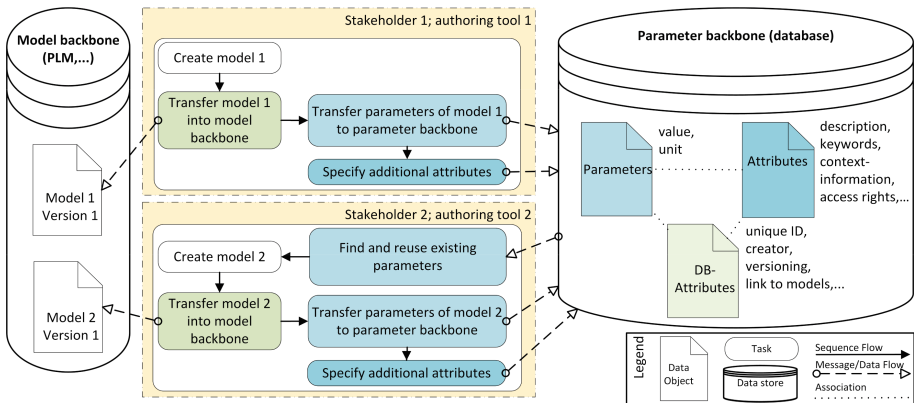 Model backbone
(PLM,...)
Model 1
Version 1
Model 2
Version 1
Stakeholder 1; authoring tool 1
Create model 1
Transfer model 1
into model
backbone
Transfer parameters of model 1
to parameter backbone
Specify additional attributes
Stakeholder 2; authoring tool 2
Create model 2
Find and reuse existing
parameters
Transfer model 2
into model
backbone
Transfer parameters of model 2
to parameter backbone
Specify additional attributes
Parameter backbone (database)
Parameters
value,
unit
Attributes
description,
keywords,
context-
information,
access rights,...
DB-
Attributes
unique ID,
creator,
versioning,
link to models,...
Legend
Data
Object
Task
Data store
Sequence Flow
Message/Data Flow
Association